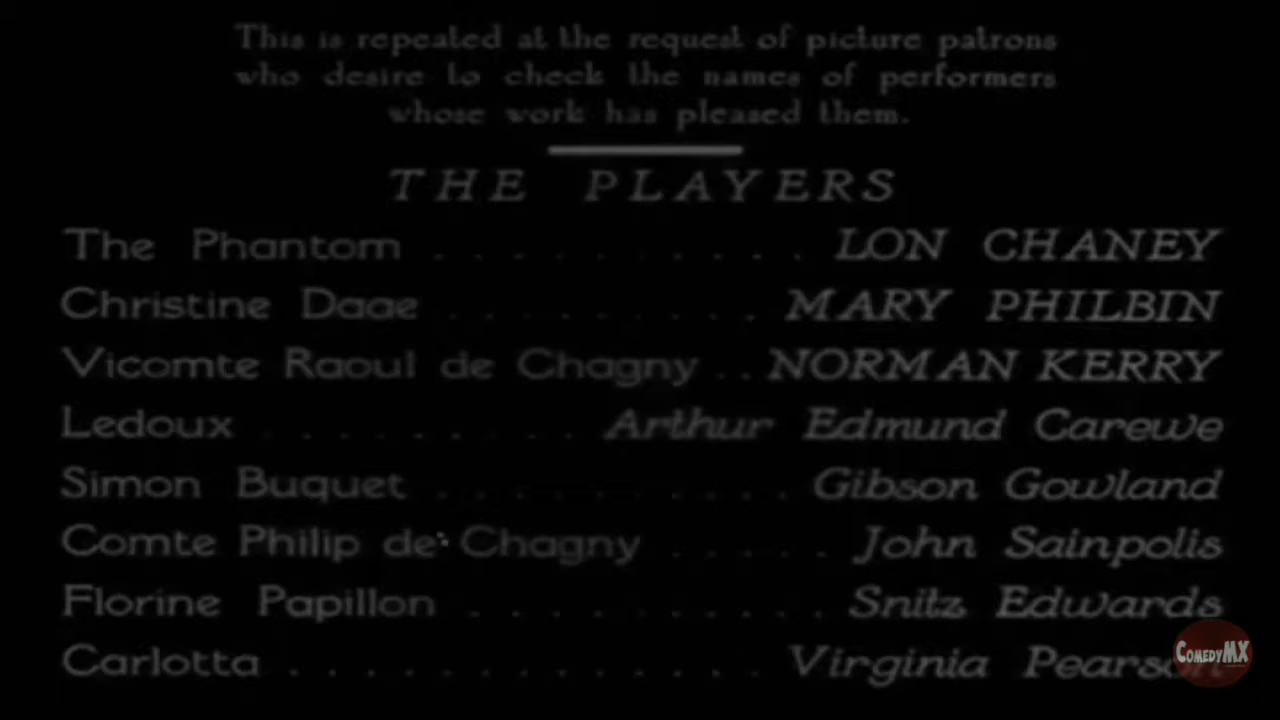 This is repeated at the request of picture patrons
who desire to check the names of performers
whose work has pleased them.
THE PLAYERS
The Phantom . . . . . . . . . . . LON CHANEY
Christine Daae . . . . . . . . . . MARY PHILBIN
Vicomte Raoul de Chagny . . NORMAN KERRY
Ledoux . . . . . . . . . . Arthur Edmund Carewe
Simon Buquet . . . . . . . . . . Gibson Gowland
Comte Philip de Chagny . . . . . John Sainpolis
Florine Papillon . . . . . . . . . Snitz Edwards
Carlotta . . . . . . . . . . . . . Virginia Pearson
COMEDYMX